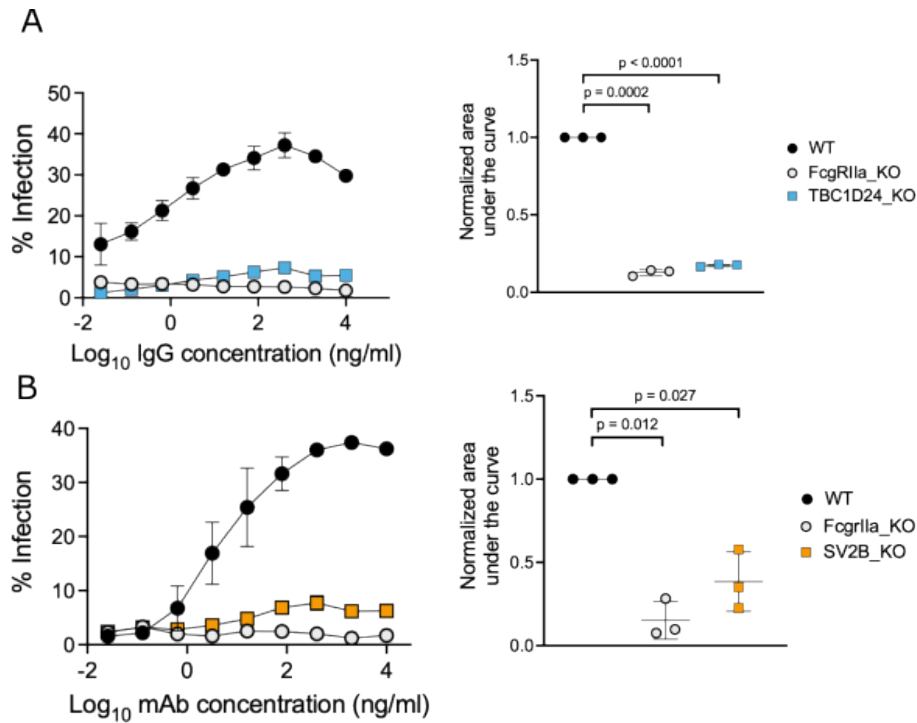 A
% Infection
50
40
30
20
10
0
-2 0 2 4
Log10 IgG concentration (ng/ml)
Normalized area
under the curve
1.5
1.0
0.5
0.0
p < 0.0001
p = 0.0002
WT
FcgRIIa_KO
TBC1D24_KO
B
% Infection
40
30
20
10
0
-2 0 2 4
Log10 mAb concentration (ng/ml)
Normalized area
under the curve
1.5
1.0
0.5
0.0
p = 0.027
p = 0.012
WT
FcgrIIa_KO
SV2B_KO